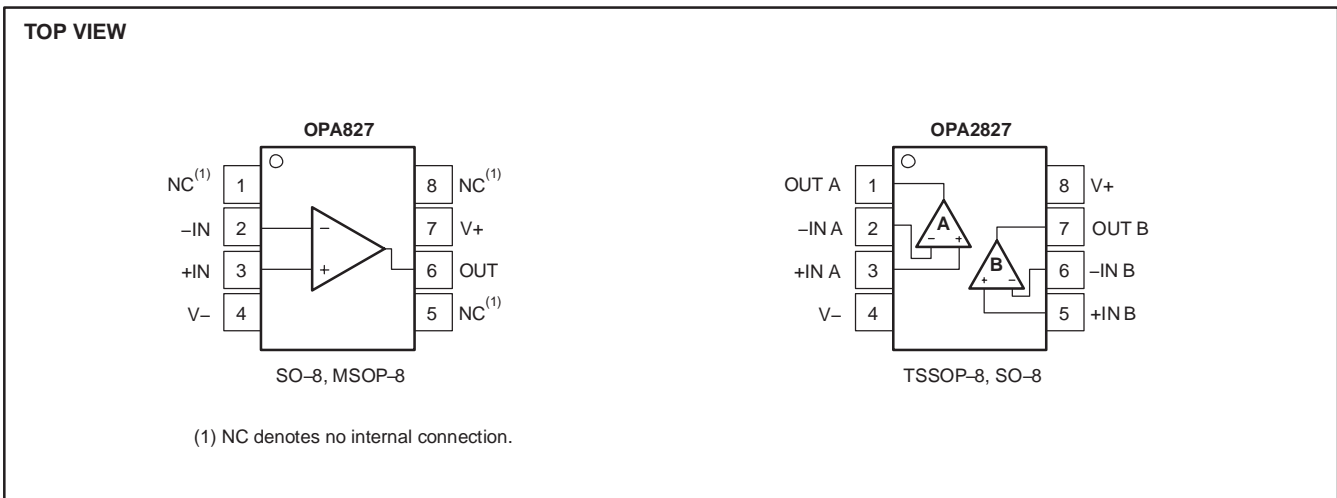 TOP VIEW
OPA827
NC(1) 1
8 NC(1)
–IN 2
7 V+
+IN 3
6 OUT
V– 4
5 NC(1)
–
+
SO–8, MSOP–8
(1) NC denotes no internal connection.
OPA2827
OUT A 1
8 V+
–IN A 2
7 OUT B
+IN A 3
6 –IN B
V– 4
5 +IN B
A
– +
B
+ –
TSSOP–8, SO–8